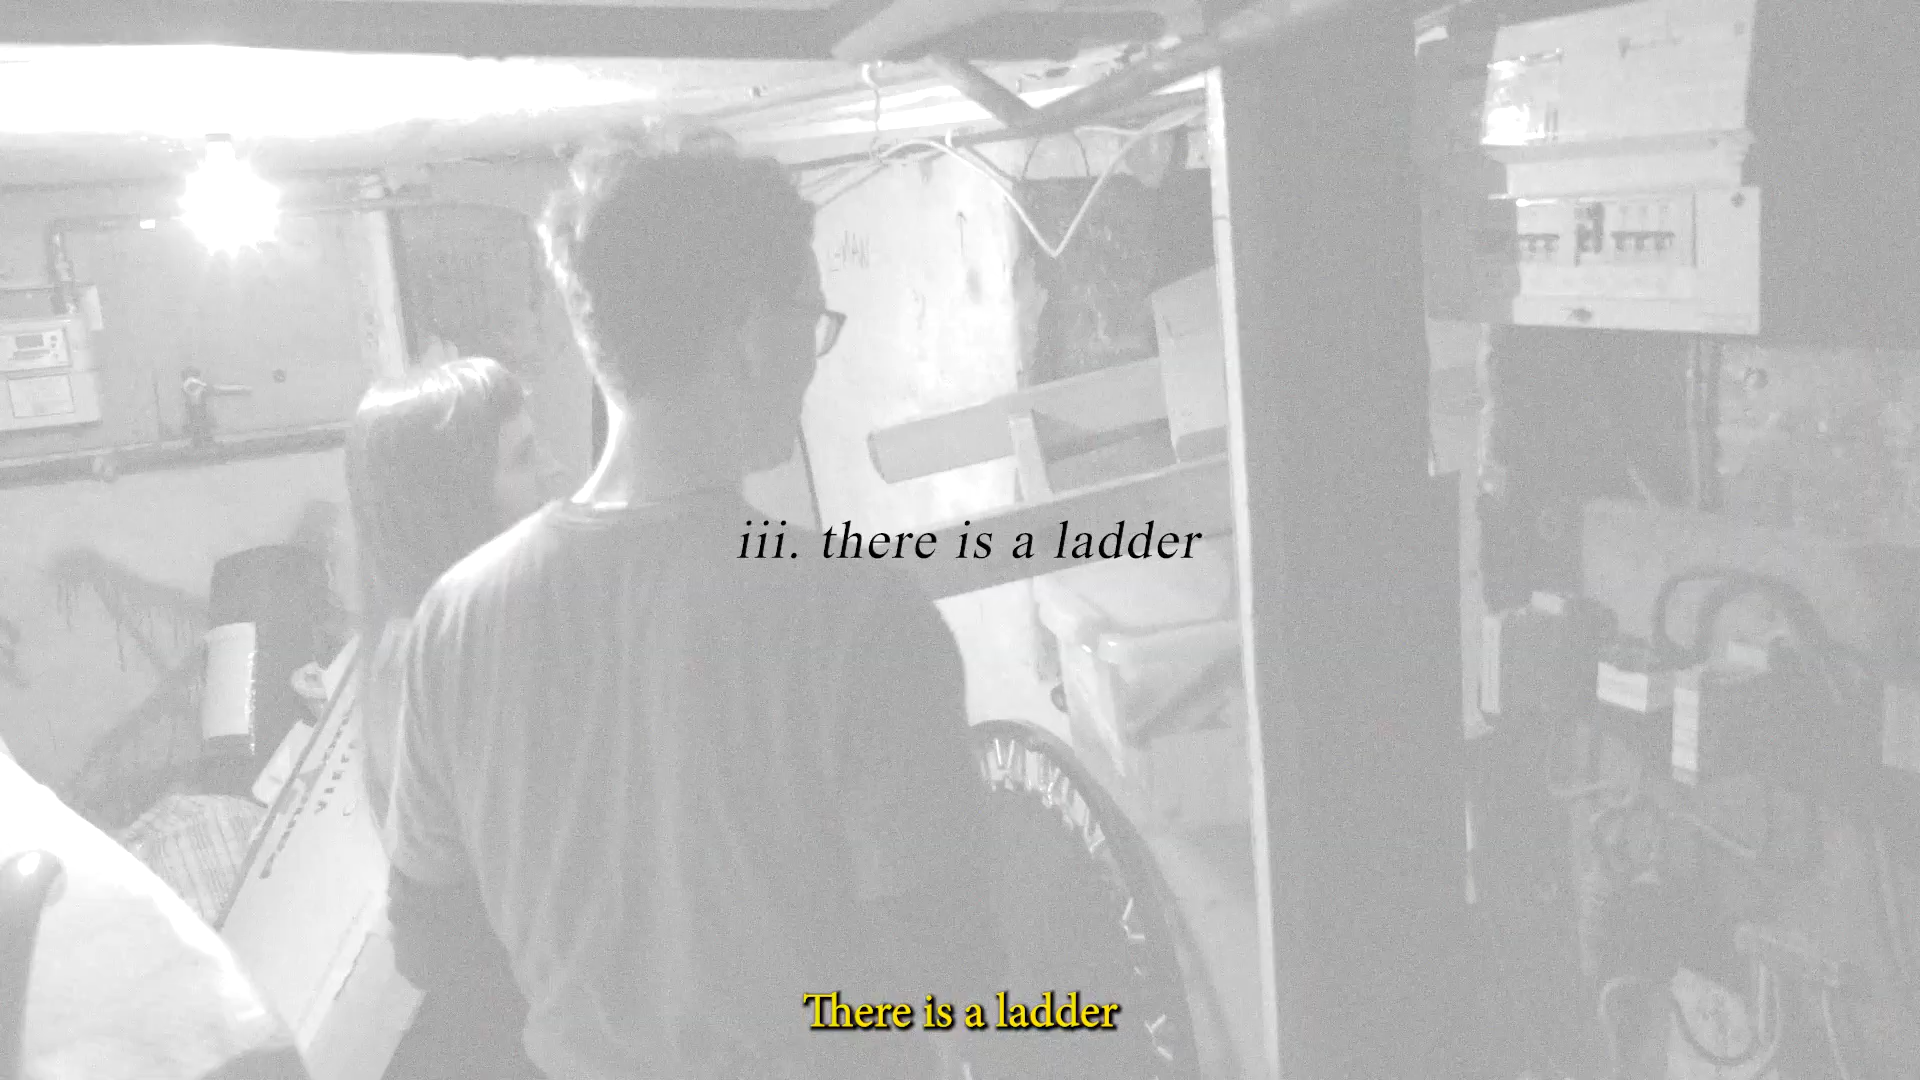 iii. there is a ladder
There is a ladder